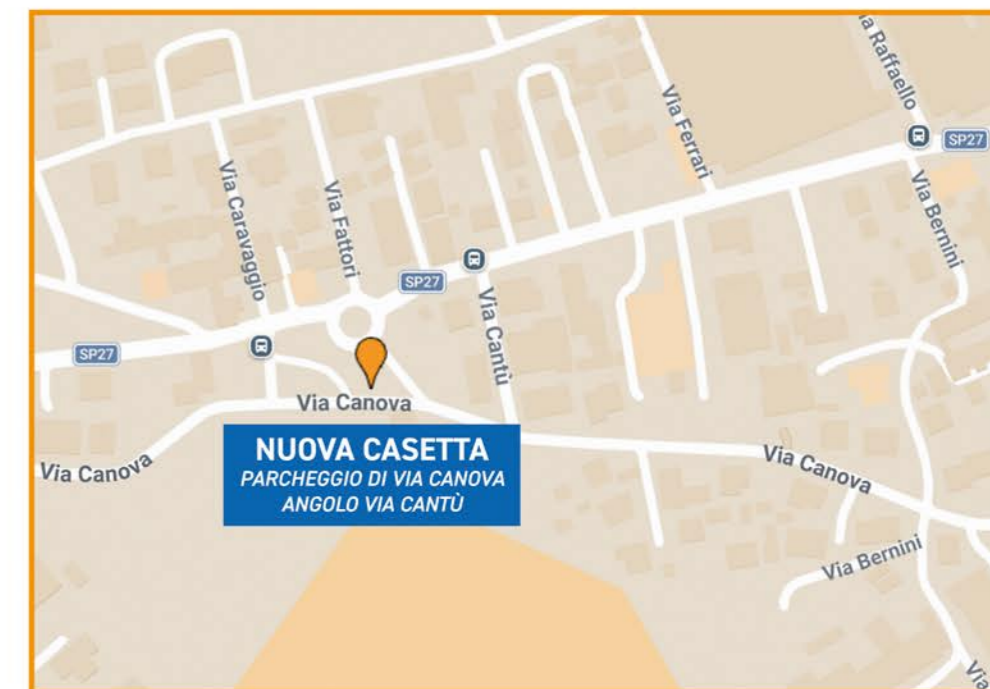 Via Raffaello
Via Ferrari
SP27
Via Caravaggio
Via Fattori
Via Bernini
SP27
Via Cantù
SP27
Via Canova
Via Canova
NUOVA CASETTA
PARCHEGGIO DI VIA CANOVA
ANGOLO VIA CANTÙ
Via Canova
Via Bernini
Via